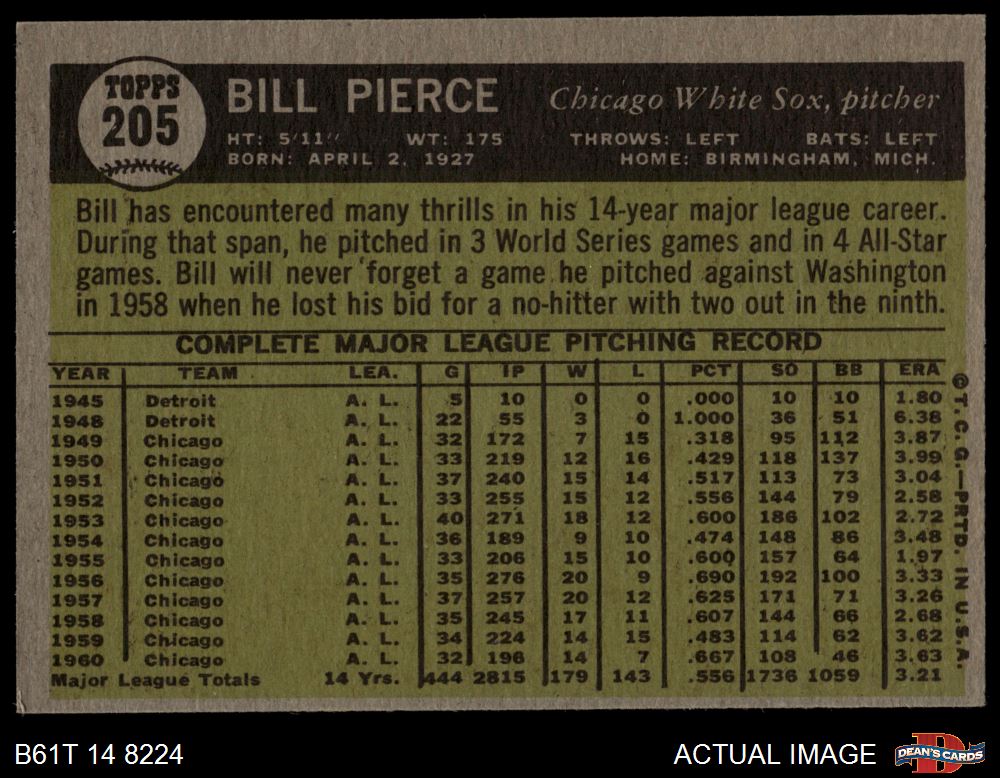 TOPPS
205
BILL PIERCE
Chicago White Sox, pitcher
HT: 5'11" WT: 175 THROWS: LEFT BATS: LEFT
BORN: APRIL 2, 1927 HOME: BIRMINGHAM, MICH.
Bill has encountered many thrills in his 14-year major league career.
During that span, he pitched in 3 World Series games and in 4 All-Star
games. Bill will never forget a game he pitched against Washington
in 1958 when he lost his bid for a no-hitter with two out in the ninth.
COMPLETE MAJOR LEAGUE PITCHING RECORD
YEAR TEAM LEA. G IP W L PCT SO BB ERA
1945 Detroit A. L. 5 10 0 0 .000 10 10 1.80
1948 Detroit A. L. 22 55 3 0 1.000 36 51 6.38
1949 Chicago A. L. 32 172 7 15 .318 95 112 3.87
1950 Chicago A. L. 33 219 12 16 .429 118 137 3.99
1951 Chicago A. L. 37 240 15 14 .517 113 73 3.04
1952 Chicago A. L. 33 255 15 12 .556 144 79 2.58
1953 Chicago A. L. 40 271 18 12 .600 186 102 2.72
1954 Chicago A. L. 36 189 9 10 .474 148 86 3.48
1955 Chicago A. L. 33 206 15 10 .600 157 64 1.97
1956 Chicago A. L. 35 276 20 9 .690 192 100 3.33
1957 Chicago A. L. 37 257 20 12 .625 171 71 3.26
1958 Chicago A. L. 35 245 17 11 .607 144 66 2.68
1959 Chicago A. L. 34 224 14 15 .483 114 62 3.62
1960 Chicago A. L. 32 196 14 7 .667 108 46 3.63
Major League Totals 14 Yrs. 444 2815 179 143 .556 1736 1059 3.21
© T. C. G.—PRTD. IN U.S.A.
B61T 14 8224
ACTUAL IMAGE
D
DEAN'S CARDS